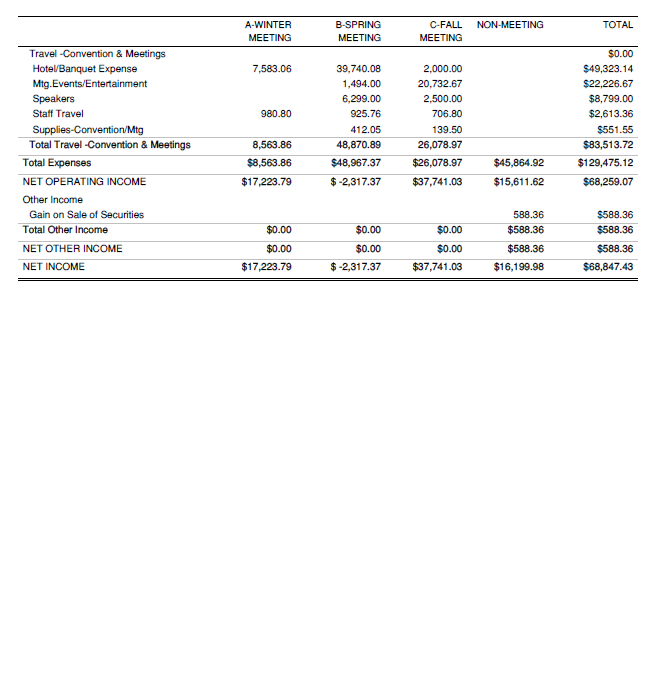 A-WINTER MEETING B-SPRING MEETING C-FALL MEETING NON-MEETING TOTAL
Travel -Convention & Meetings $0.00
Hotel/Banquet Expense 7,583.06 39,740.08 2,000.00 $49,323.14
Mtg.Events/Entertainment 1,494.00 20,732.67 $22,226.67
Speakers 6,299.00 2,500.00 $8,799.00
Staff Travel 980.80 925.76 706.80 $2,613.36
Supplies-Convention/Mtg 412.05 139.50 $551.55
Total Travel -Convention & Meetings 8,563.86 48,870.89 26,078.97 $83,513.72
Total Expenses $8,563.86 $48,967.37 $26,078.97 $45,864.92 $129,475.12
NET OPERATING INCOME $17,223.79 $ -2,317.37 $37,741.03 $15,611.62 $68,259.07
Other Income
Gain on Sale of Securities 588.36 $588.36
Total Other Income $0.00 $0.00 $0.00 $588.36 $588.36
NET OTHER INCOME $0.00 $0.00 $0.00 $588.36 $588.36
NET INCOME $17,223.79 $ -2,317.37 $37,741.03 $16,199.98 $68,847.43